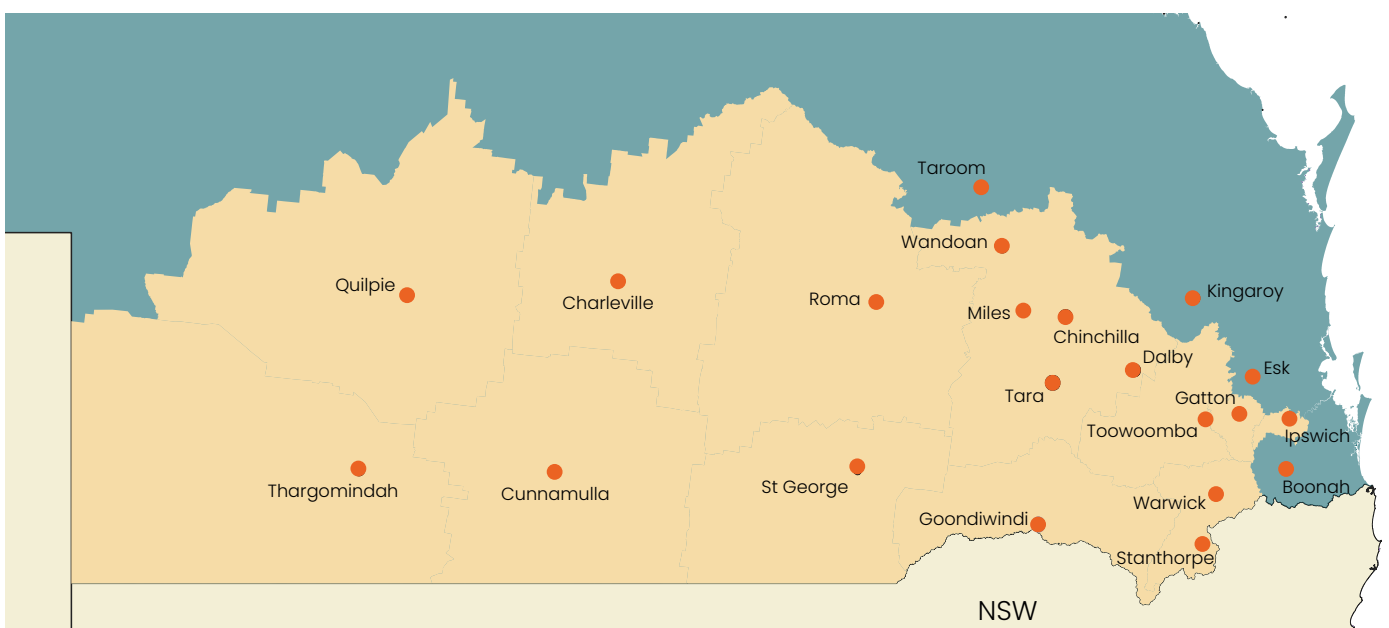 Taroom
Wandoan
Quilpie
Kingaroy
Charleville
Roma
Miles
Chinchilla
Dalby
Esk
Tara
Gatton
Toowoomba
Ipswich
Thargomindah
Cunnamulla
St George
Boonah
Warwick
Goondiwindi
Stanthorpe
NSW